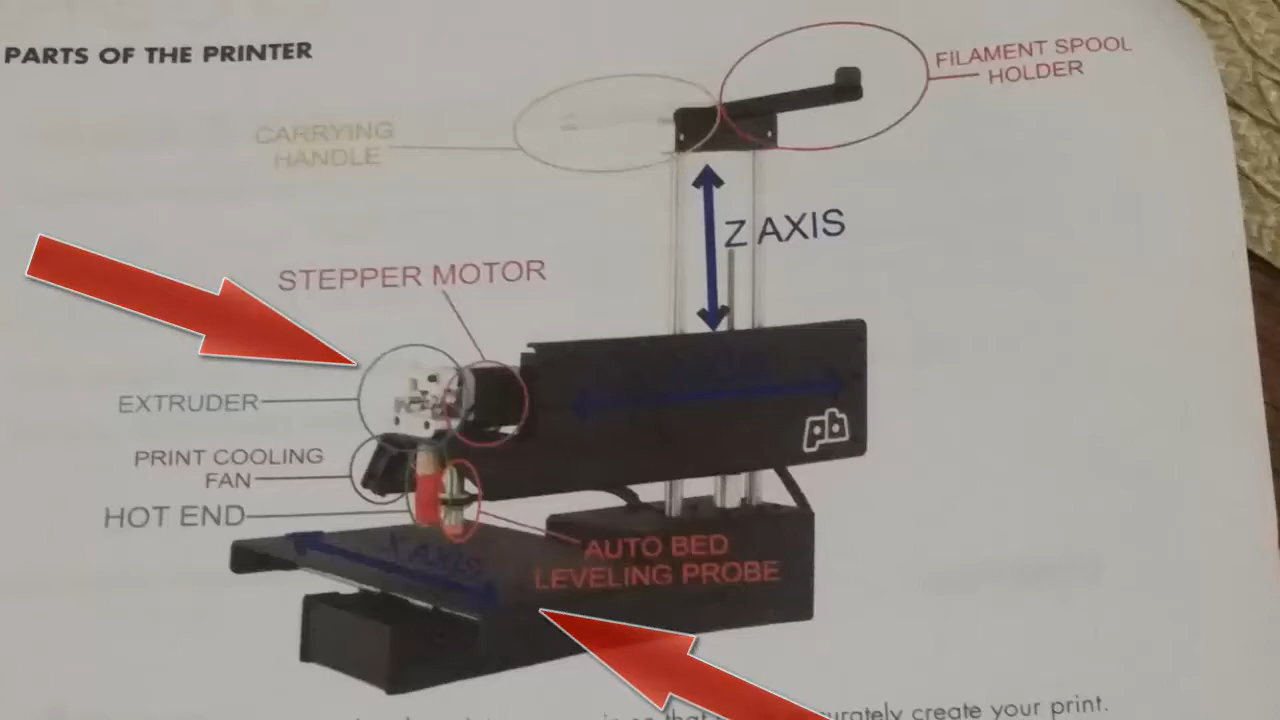 PARTS OF THE PRINTER
FILAMENT SPOOL
HOLDER
CARRYING
HANDLE
Z AXIS
STEPPER MOTOR
EXTRUDER
pb
PRINT COOLING
FAN
HOT END
X AXIS
AUTO BED
LEVELING PROBE
create your print.